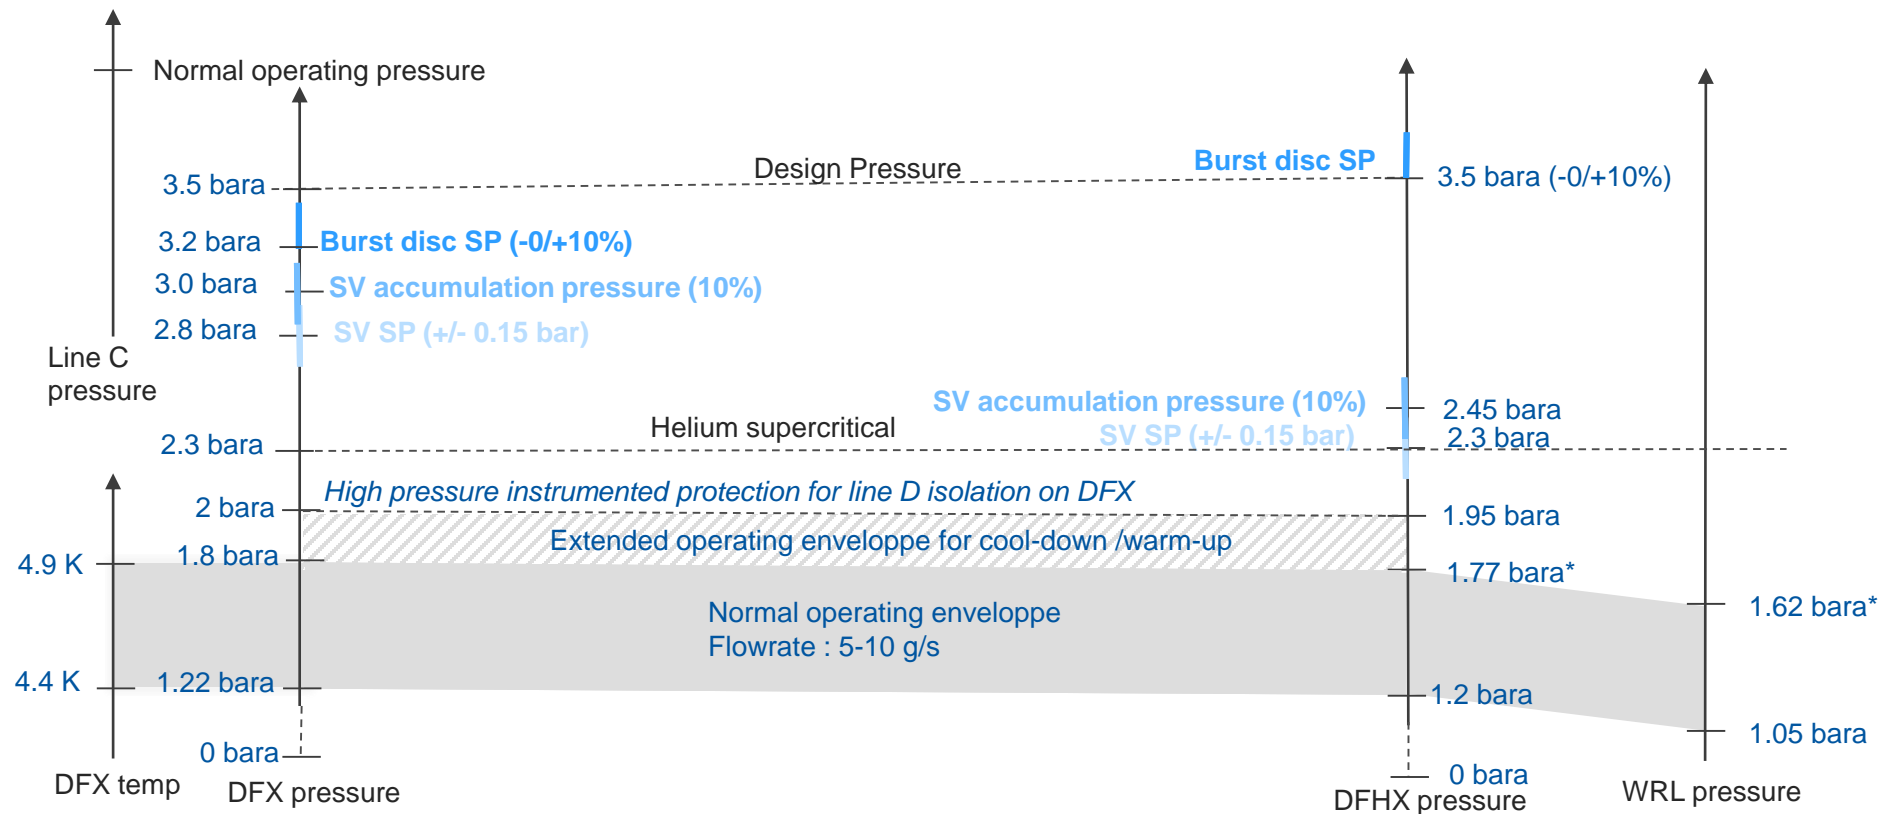 Normal operating pressure
Design Pressure
Burst disc SP
3.5 bara
3.5 bara (-0/+10%)
3.2 bara
Burst disc SP (-0/+10%)
3.0 bara
SV accumulation pressure (10%)
2.8 bara
SV SP (+/- 0.15 bar)
Line C
pressure
SV accumulation pressure (10%)
2.45 bara
2.3 bara
Helium supercritical
SV SP (+/- 0.15 bar)
2.3 bara
High pressure instrumented protection for line D isolation on DFX
2 bara
1.95 bara
Extended operating enveloppe for cool-down /warm-up
4.9 K
1.8 bara
1.77 bara*
Normal operating enveloppe
Flowrate : 5-10 g/s
1.62 bara*
4.4 K
1.22 bara
1.2 bara
1.05 bara
0 bara
0 bara
DFX temp
DFX pressure
DFHX pressure
WRL pressure